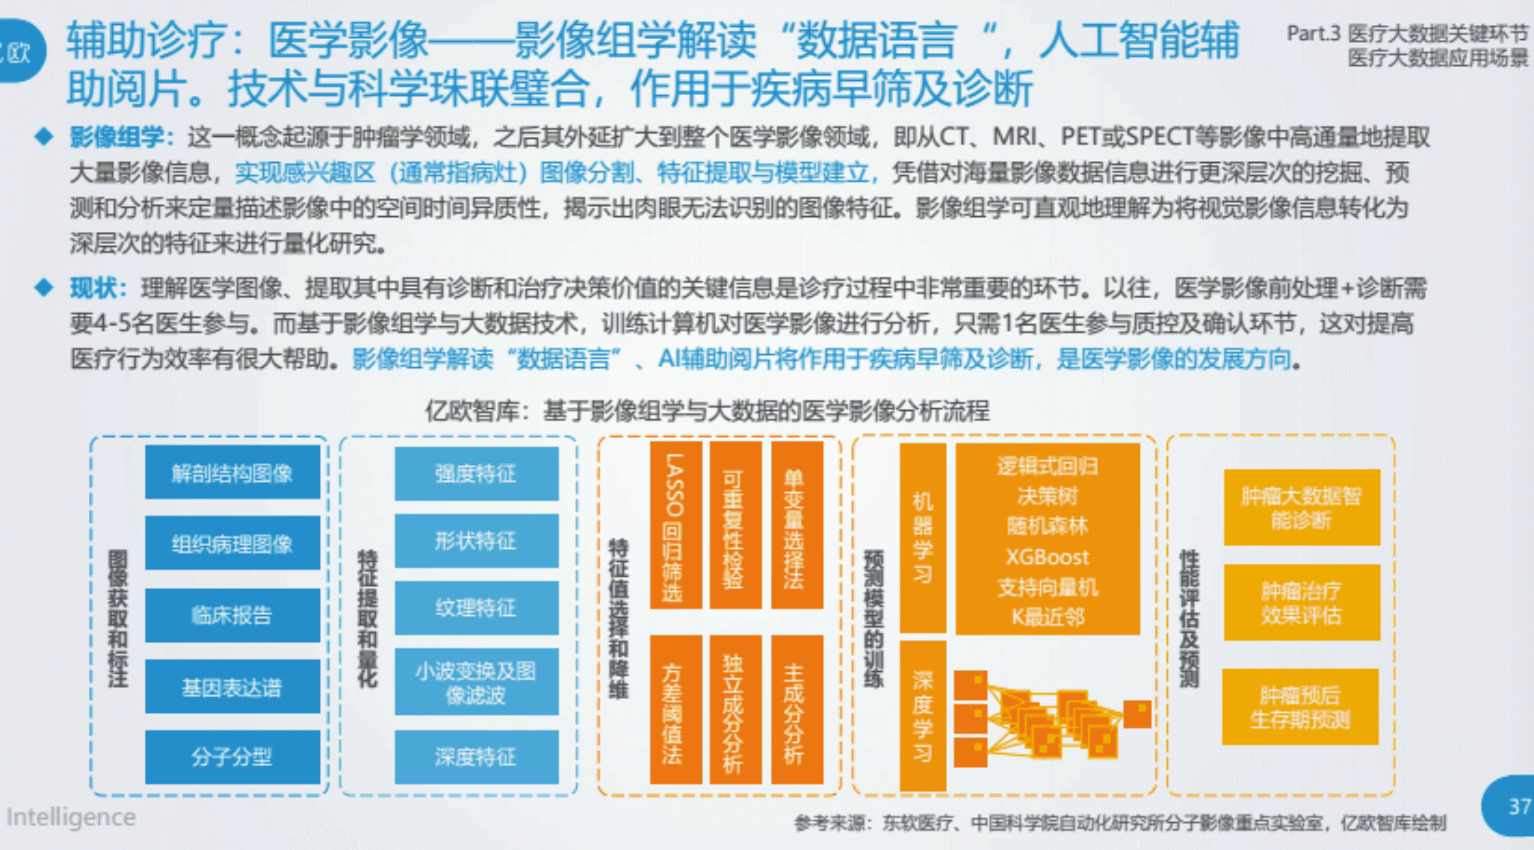 亿欧
辅助诊疗：医学影像——影像组学解读“数据语言“，人工智能辅
助阅片。技术与科学珠联璧合，作用于疾病早筛及诊断
Part.3 医疗大数据关键环节
医疗大数据应用场景
影像组学：这一概念起源于肿瘤学领域，之后其外延扩大到整个医学影像领域，即从CT、MRI、PET或SPECT等影像中高通量地提取
大量影像信息，实现感兴趣区（通常指病灶）图像分割、特征提取与模型建立，凭借对海量影像数据信息进行更深层次的挖掘、预
测和分析来定量描述影像中的空间时间异质性，揭示出肉眼无法识别的图像特征。影像组学可直观地理解为将视觉影像信息转化为
深层次的特征来进行量化研究。
现状：理解医学图像、提取其中具有诊断和治疗决策价值的关键信息是诊疗过程中非常重要的环节。以往，医学影像前处理+诊断需
要4-5名医生参与。而基于影像组学与大数据技术，训练计算机对医学影像进行分析，只需1名医生参与质控及确认环节，这对提高
医疗行为效率有很大帮助。影像组学解读“数据语言”、AI辅助阅片将作用于疾病早筛及诊断，是医学影像的发展方向。
亿欧智库：基于影像组学与大数据的医学影像分析流程
图像获取和标注
解剖结构图像
组织病理图像
临床报告
基因表达谱
分子分型
特征提取和量化
强度特征
形状特征
纹理特征
小波变换及图
像滤波
深度特征
特征值选择和降维
LASSO回归筛选
可重复性检验
单变量选择法
方差阈值法
独立成分分析
主成分分析
预测模型的训练
机器学习
逻辑式回归
决策树
随机森林
XGBoost
支持向量机
K最近邻
深度学习
性能评估及预测
肿瘤大数据智
能诊断
肿瘤治疗
效果评估
肿瘤预后
生存期预测
Intelligence
参考来源：东软医疗、中国科学院自动化研究所分子影像重点实验室，亿欧智库绘制
37